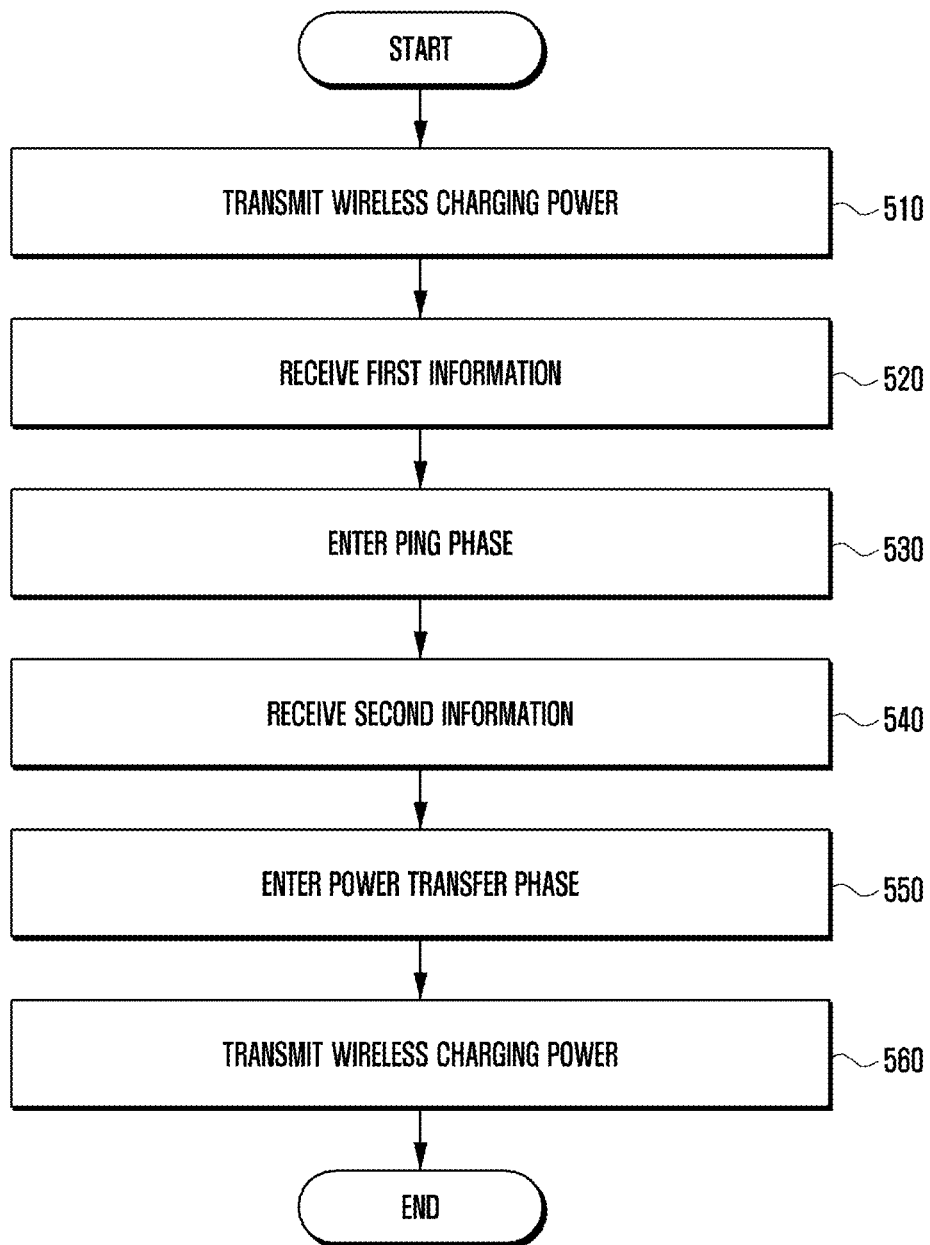 START
TRANSMIT WIRELESS CHARGING POWER
510
RECEIVE FIRST INFORMATION
520
ENTER PING PHASE
530
RECEIVE SECOND INFORMATION
540
ENTER POWER TRANSFER PHASE
550
TRANSMIT WIRELESS CHARGING POWER
560
END